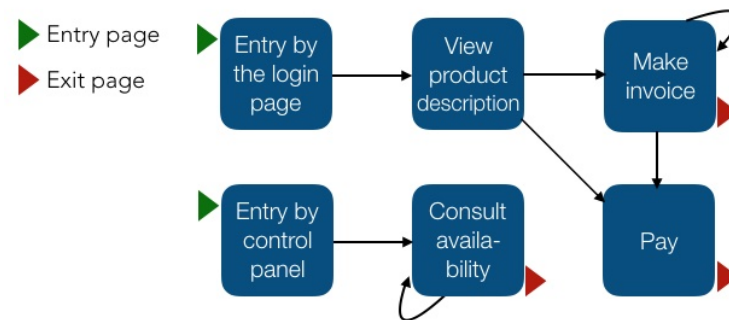 Entry page
Exit page
Entry by
the login
page
View
product
description
Make
invoice
Entry by
control
panel
Consult
availa-
bility
Pay